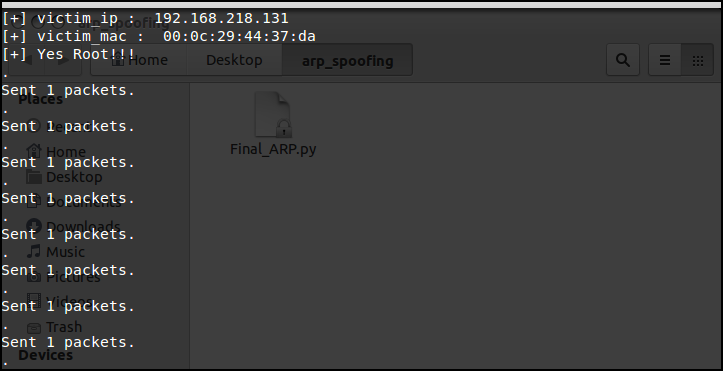 [+] victim_ip :  192.168.218.131
[+] victim_mac :  00:0c:29:44:37:da
[+] Yes Root!!!
Home
Desktop
arp_spoofing
.
Sent 1 packets.
Places
.
Sent 1 packets.
Final_ARP.py
.
Sent 1 packets.
Home
.
Sent 1 packets.
Desktop
Documents
.
Sent 1 packets.
Downloads
Music
.
Sent 1 packets.
Pictures
.
Sent 1 packets.
Videos
.
Sent 1 packets.
Trash
Devices
.